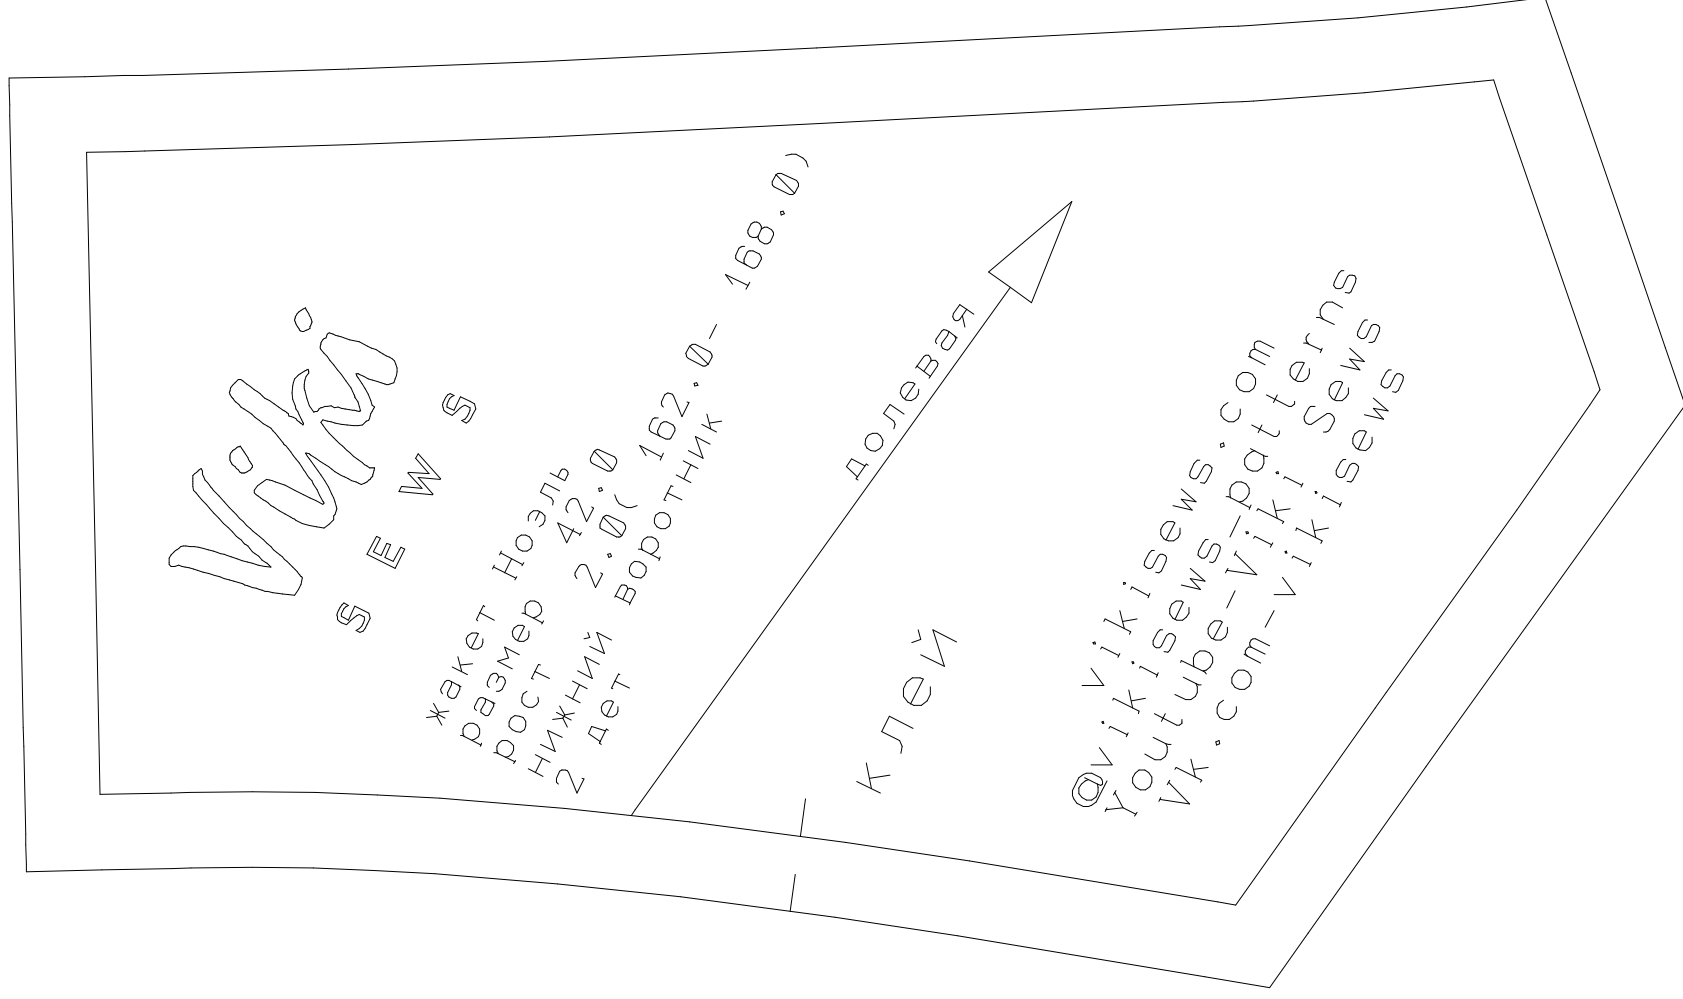 Viki
SEWS
жакет Ноэль
размер 42.0
рост 2.0( 162.0- 168.0)
нижний воротник
2 дет
долевая
клей
@vikisews.com
vikisews-patterns
Youtube-Viki Sews
Vk.com-vikisews